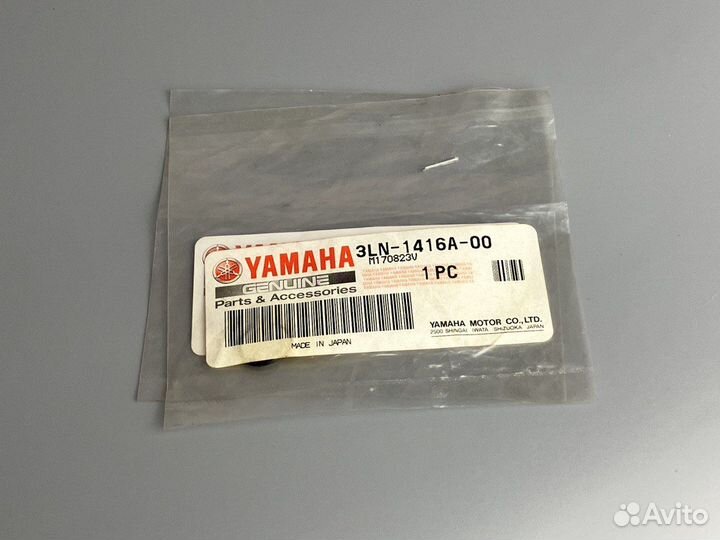 YAMAHA
GENUINE
Parts & Accessories
3LN-1416A-00
M170823V
1 PC
MADE IN JAPAN
YAMAHA MOTOR CO.,LTD.
2500 SHINGAI IWATA SHIZUOKA JAPAN
Avito